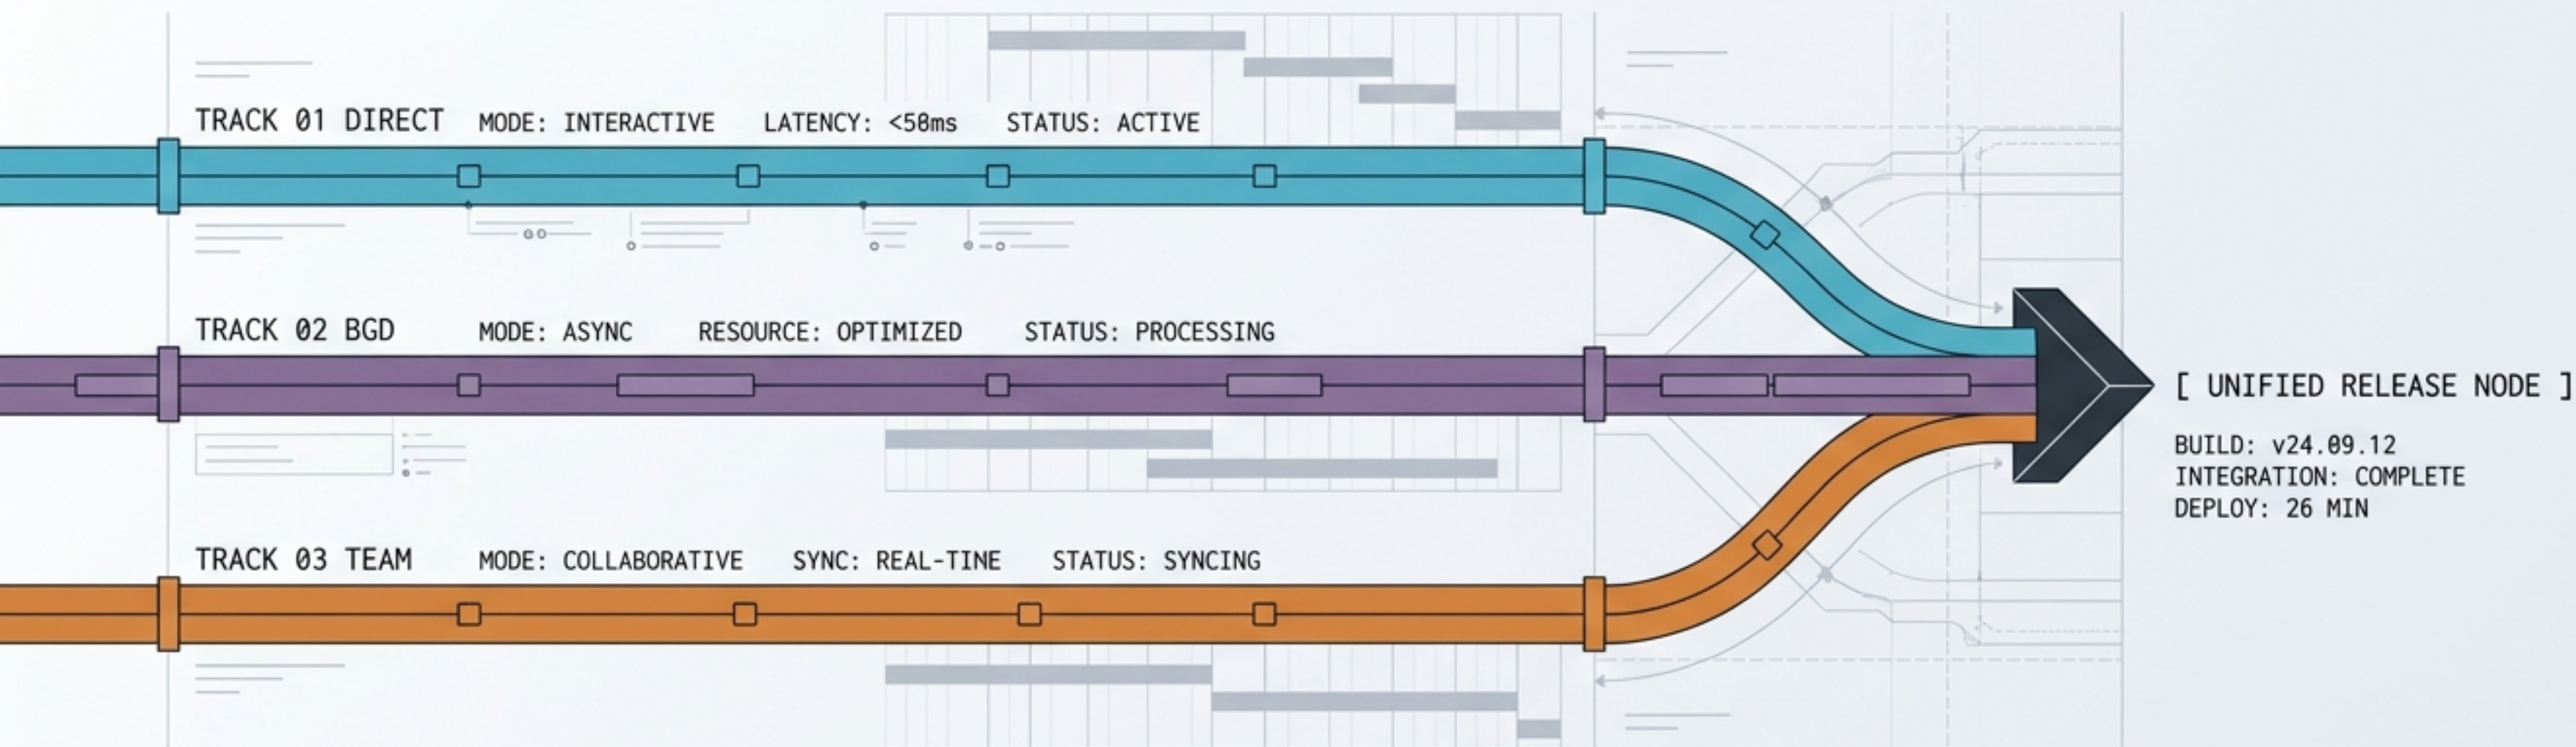 TRACK 01 DIRECT MODE: INTERACTIVE LATENCY: <50ms STATUS: ACTIVE
TRACK 02 BGD MODE: ASYNC RESOURCE: OPTIMIZED STATUS: PROCESSING
[ UNIFIED RELEASE NODE ]
BUILD: v24.09.12
INTEGRATION: COMPLETE
DEPLOY: 26 MIN
TRACK 03 TEAM MODE: COLLABORATIVE SYNC: REAL-TINE STATUS: SYNCING